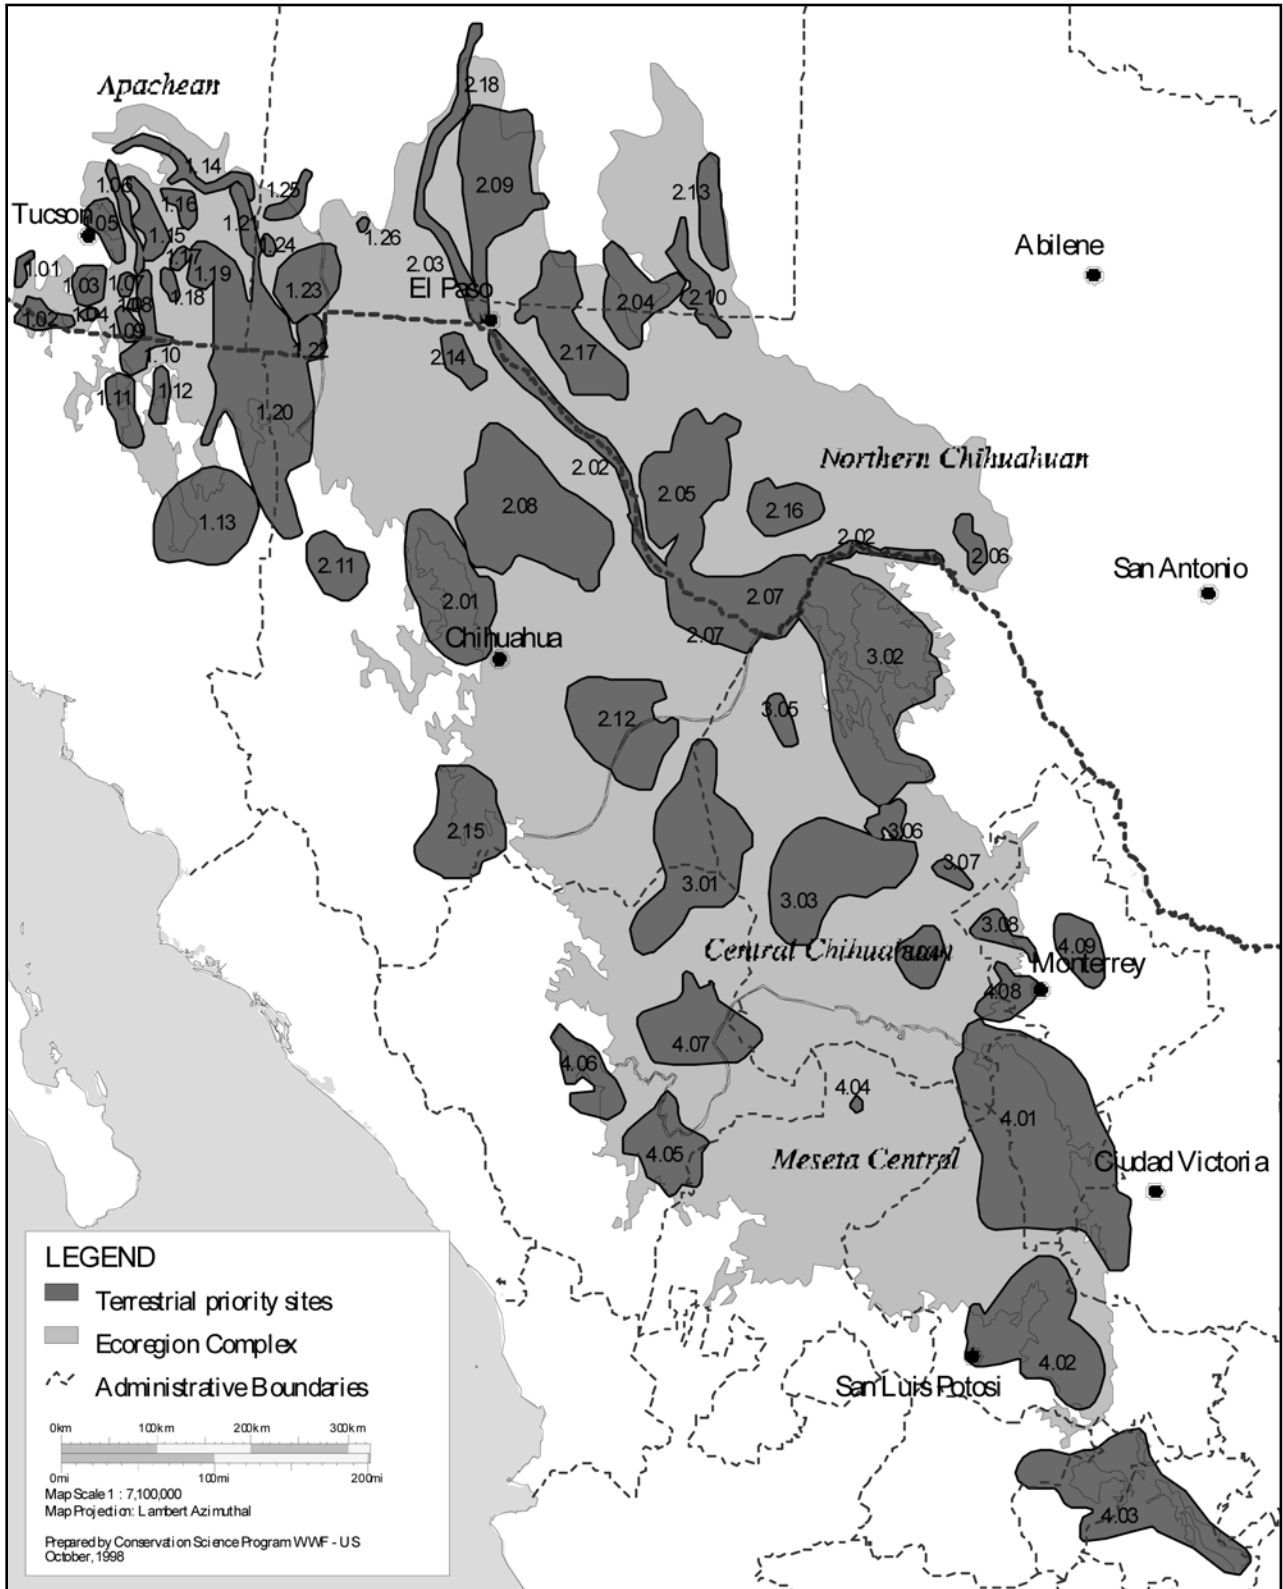 Apachean
2.18
1.14
2.09
1.06
1.25
2.13
1.16
Tucson
1.05
1.21
1.15
1.26
1.24
Abilene
1.17
2.03
1.01
1.19
1.03
1.07
El Paso
1.23
1.18
2.04
2.10
1.08
1.04
1.02
1.09
1.22
2.17
1.10
2.14
1.12
1.11
1.20
Northern Chihuahuan
2.02
2.05
2.08
2.16
1.13
2.02
2.06
2.11
San Antonio
2.01
2.07
Chihuahua
2.07
3.02
3.05
2.12
2.15
3.06
3.07
3.01
3.03
3.08
4.09
Central Chihuahuan
Monterrey
4.08
4.07
4.06
4.04
4.01
4.05
Meseta Central
Ciudad Victoria
LEGEND
Terrestrial priority sites
Ecoregion Complex
Administrative Boundaries
4.02
San Luis Potosi
0km 100km 200km 300km
0mi 100mi 200mi
Map Scale 1 : 7,100,000
Map Projection: Lambert Azimuthal
4.03
Prepared by Conservation Science Program WWF - US
October, 1998